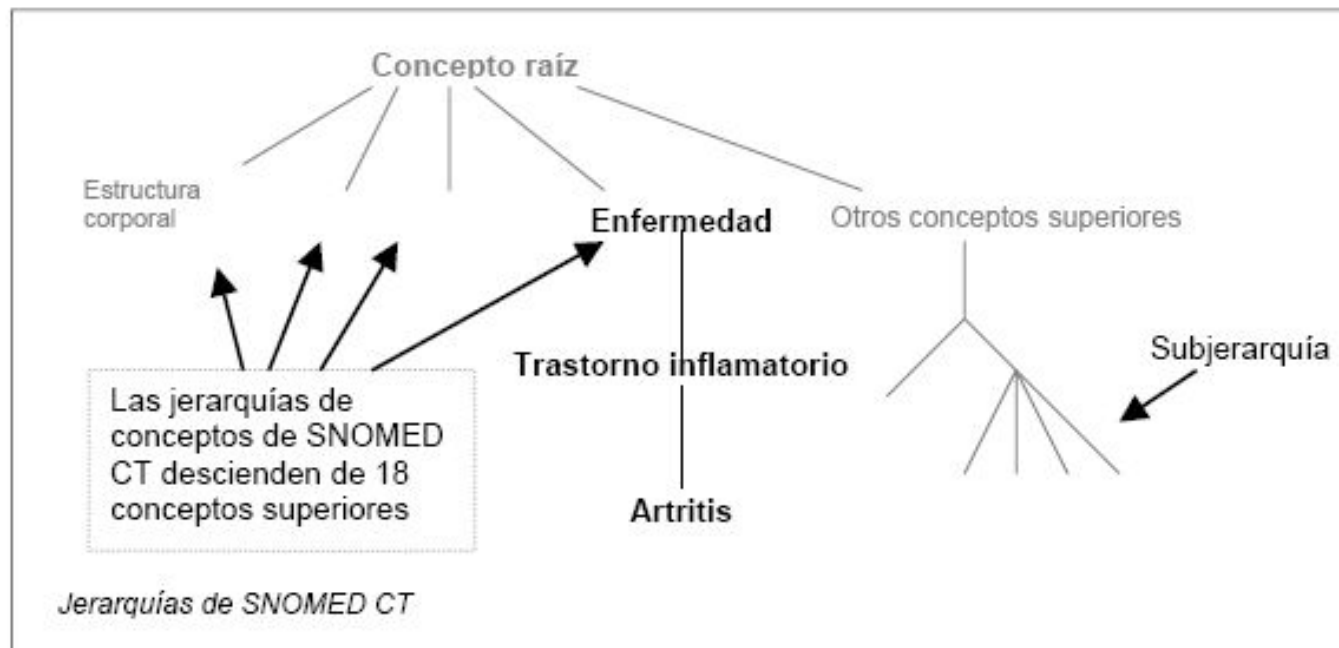 Concepto raíz
Estructura
corporal
Enfermedad
Otros conceptos superiores
Trastorno inflamatorio
Subjerarquía
Las jerarquías de
conceptos de SNOMED
CT descienden de 18
conceptos superiores
Artritis
Jerarquías de SNOMED CT